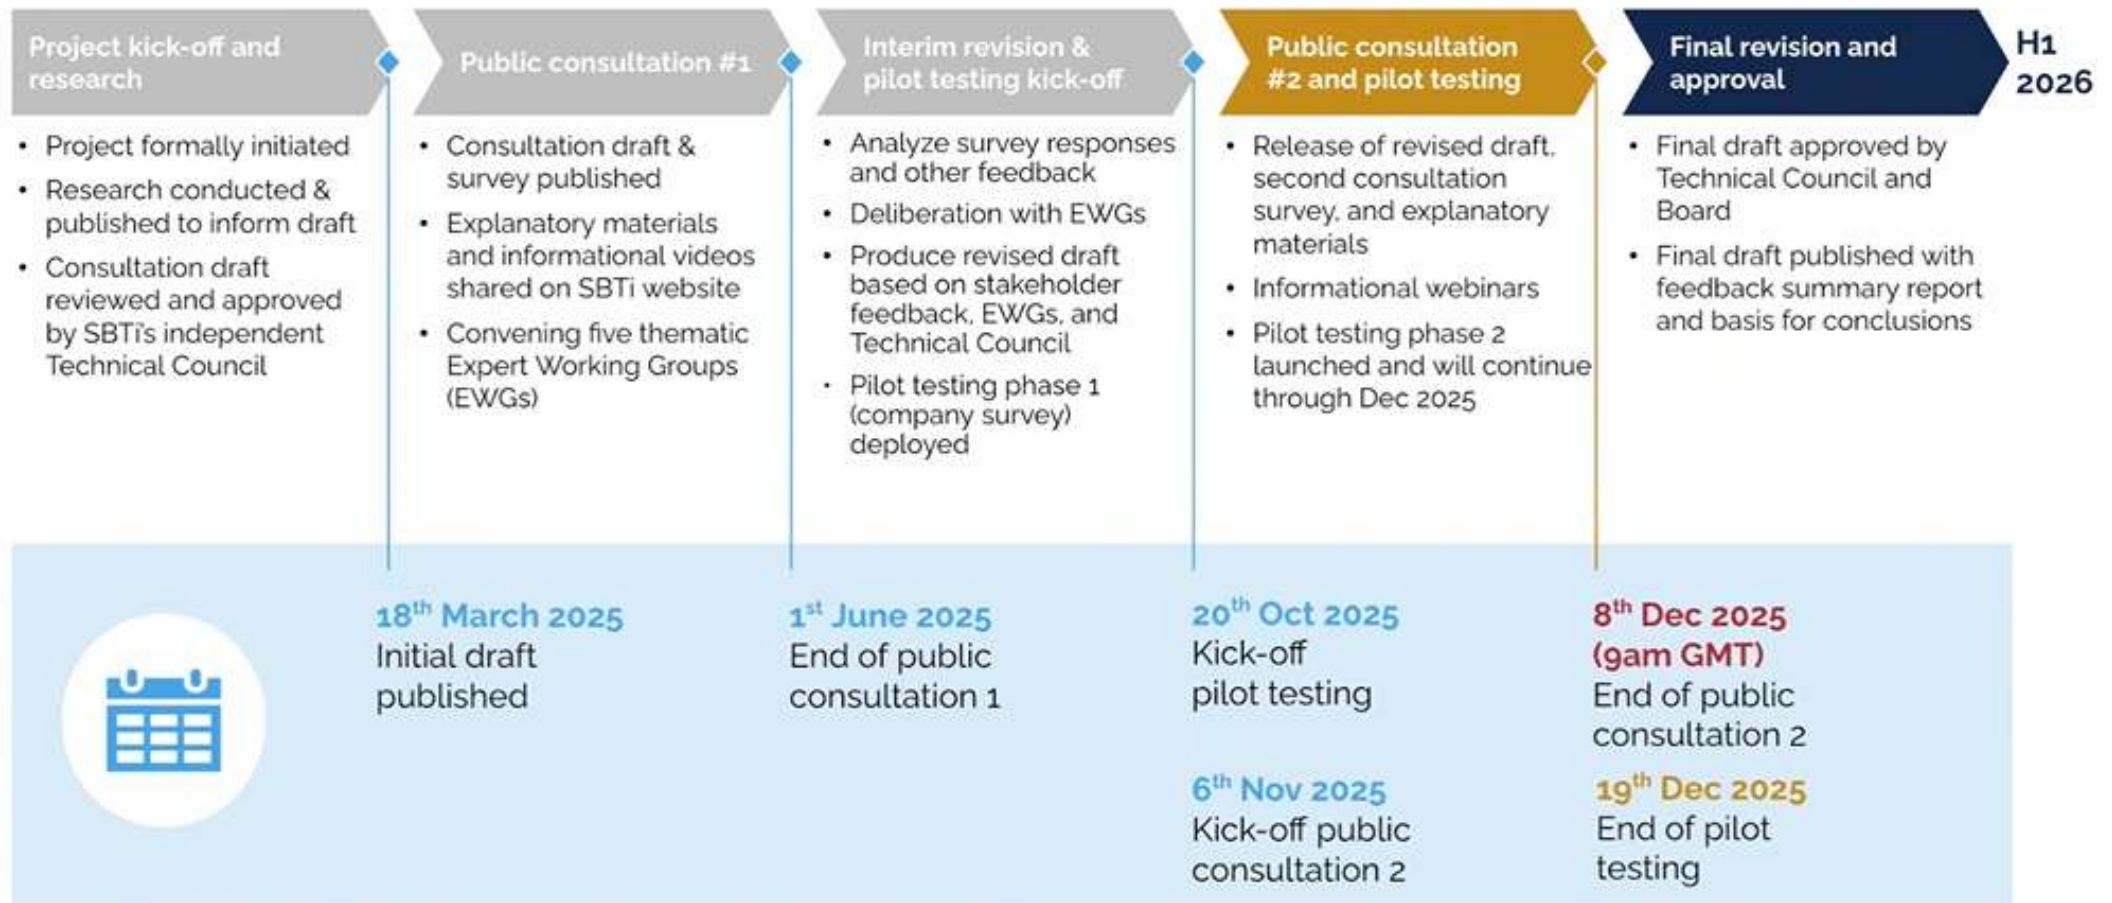 Project kick-off and
research
Public consultation #1
Interim revision &
pilot testing kick-off
Public consultation
#2 and pilot testing
Final revision and
approval
H1
2026
• Project formally initiated
• Research conducted &
published to inform draft
• Consultation draft
reviewed and approved
by SBTi's independent
Technical Council
• Consultation draft &
survey published
• Explanatory materials
and informational videos
shared on SBTi website
• Convening five thematic
Expert Working Groups
(EWGs)
• Analyze survey responses
and other feedback
• Deliberation with EWGs
• Produce revised draft
based on stakeholder
feedback, EWGs, and
Technical Council
• Pilot testing phase 1
(company survey)
deployed
• Release of revised draft,
second consultation
survey, and explanatory
materials
• Informational webinars
• Pilot testing phase 2
launched and will continue
through Dec 2025
• Final draft approved by
Technical Council and
Board
• Final draft published with
feedback summary report
and basis for conclusions
18th March 2025
Initial draft
published
1st June 2025
End of public
consultation 1
20th Oct 2025
Kick-off
pilot testing
6th Nov 2025
Kick-off public
consultation 2
8th Dec 2025
(9am GMT)
End of public
consultation 2
19th Dec 2025
End of pilot
testing